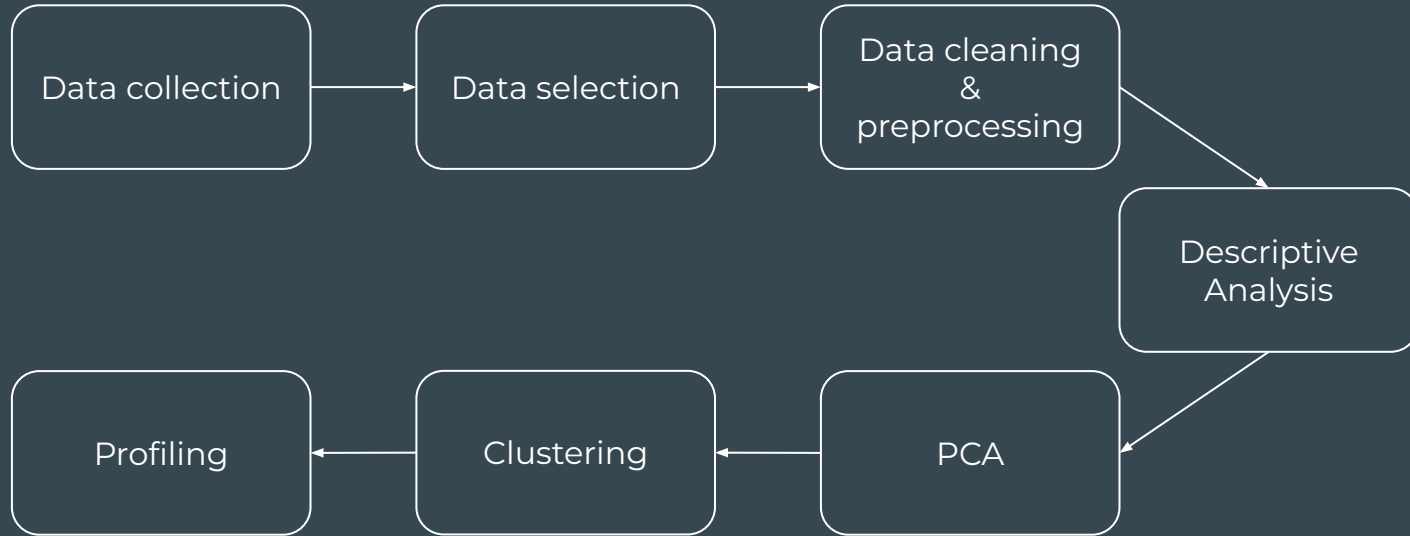 Data collection
Data selection
Data cleaning
&
preprocessing
Descriptive
Analysis
PCA
Clustering
Profiling